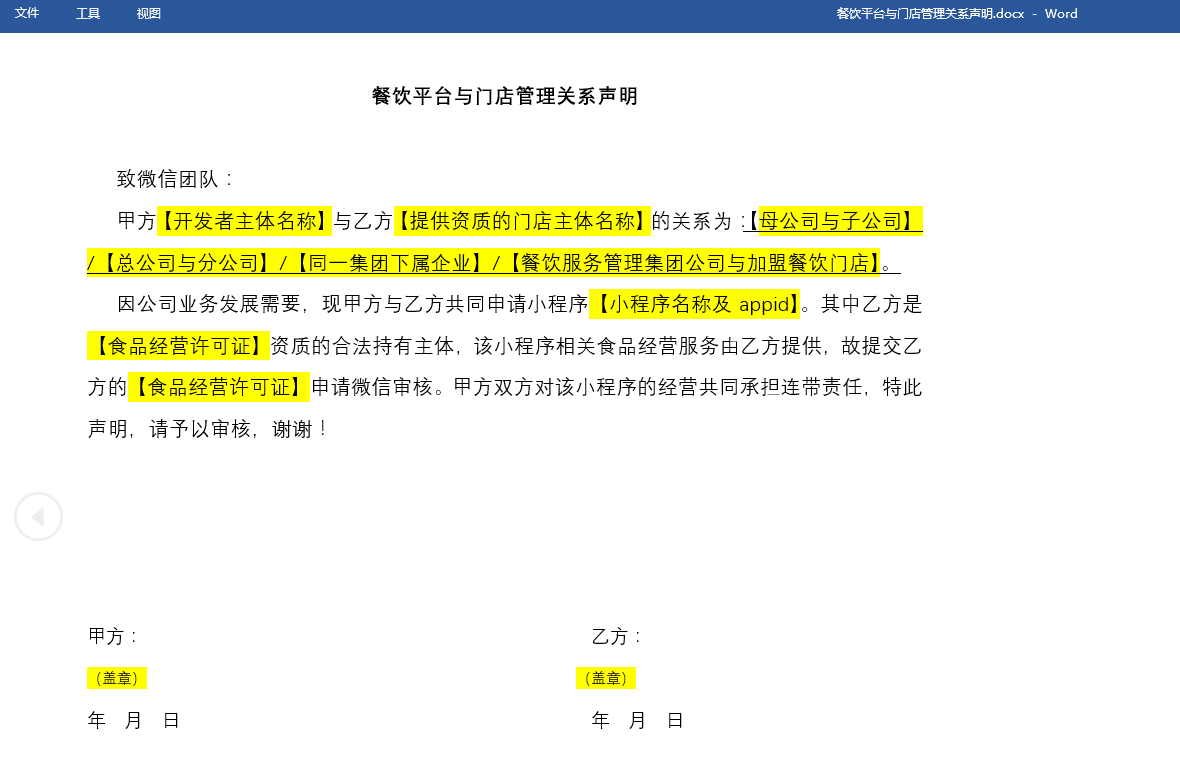 文件 工具 视图 餐饮平台与门店管理关系声明.docx - Word
餐饮平台与门店管理关系声明
致微信团队：
甲方【开发者主体名称】与乙方【提供资质的门店主体名称】的关系为：【母公司与子公司】
/【总公司与分公司】/【同一集团下属企业】/【餐饮服务管理集团公司与加盟餐饮门店】。
因公司业务发展需要，现甲方与乙方共同申请小程序【小程序名称及 appid】。其中乙方是
【食品经营许可证】资质的合法持有主体，该小程序相关食品经营服务由乙方提供，故提交乙
方的【食品经营许可证】申请微信审核。甲方双方对该小程序的经营共同承担连带责任，特此
声明，请予以审核，谢谢！
甲方： 乙方：
（盖章） （盖章）
年 月 日 年 月 日